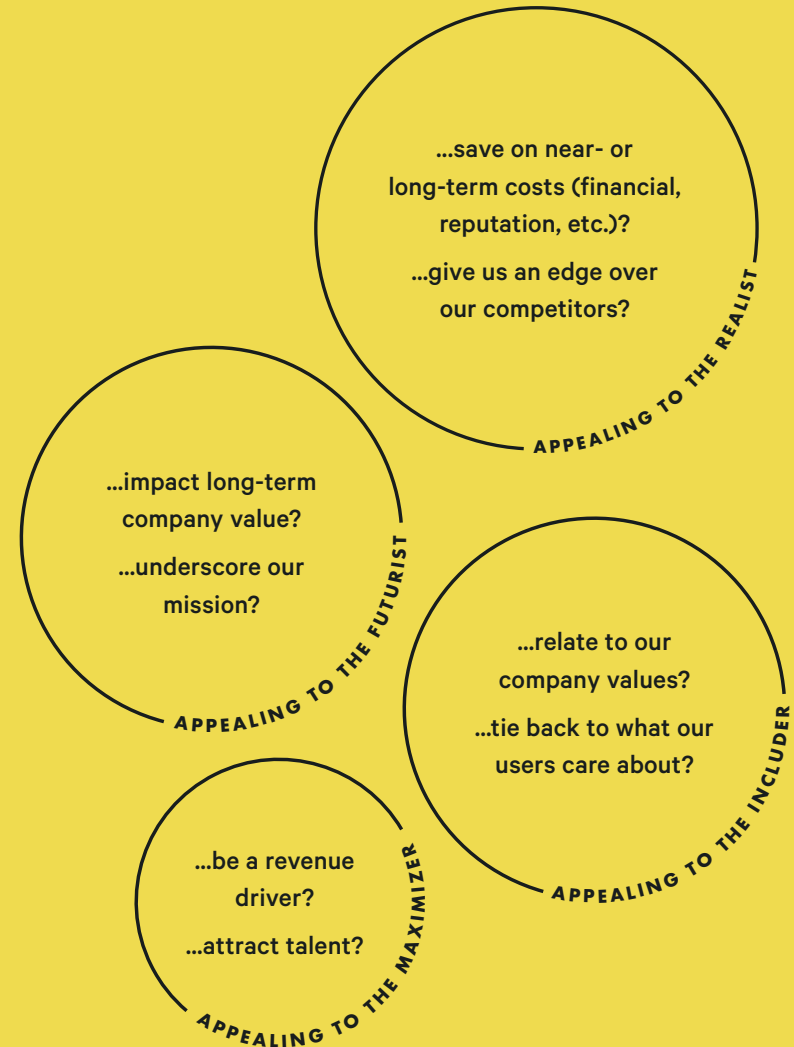 ...save on near- or
long-term costs (financial,
reputation, etc.)?
...give us an edge over
our competitors?
APPEALING TO THE REALIST
...impact long-term
company value?
...underscore our
mission?
APPEALING TO THE FUTURIST
...relate to our
company values?
...tie back to what our
users care about?
APPEALING TO THE INCLUDER
...be a revenue
driver?
...attract talent?
APPEALING TO THE MAXIMIZER